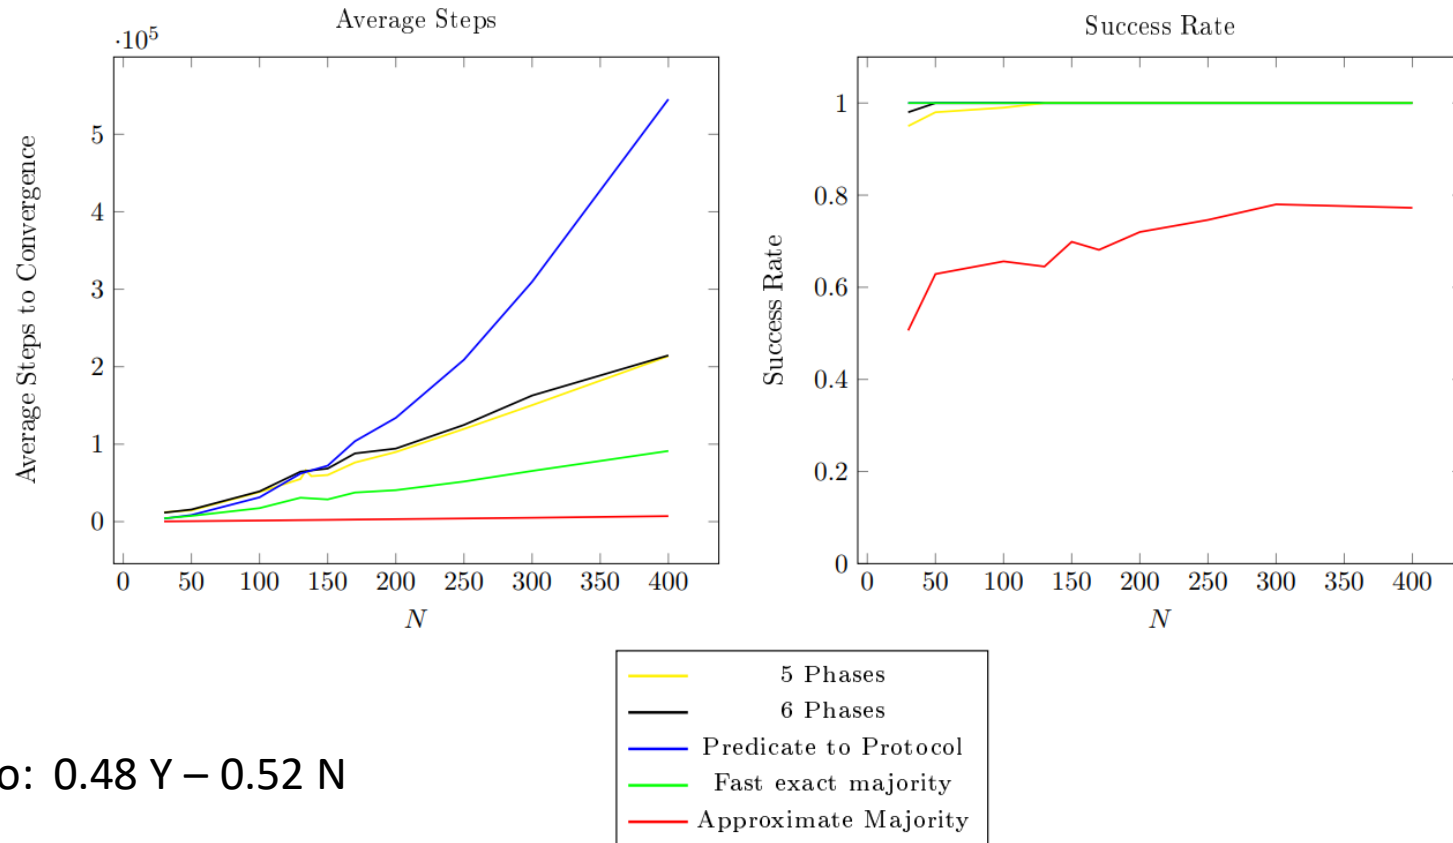 Average Steps
·10⁵
Average Steps to Convergence
5
4
3
2
1
0
0 50 100 150 200 250 300 350 400
N
Success Rate
Success Rate
1
0.8
0.6
0.4
0.2
0
0 50 100 150 200 250 300 350 400
N
5 Phases
6 Phases
Predicate to Protocol
Fast exact majority
Approximate Majority
o: 0.48 Y – 0.52 N